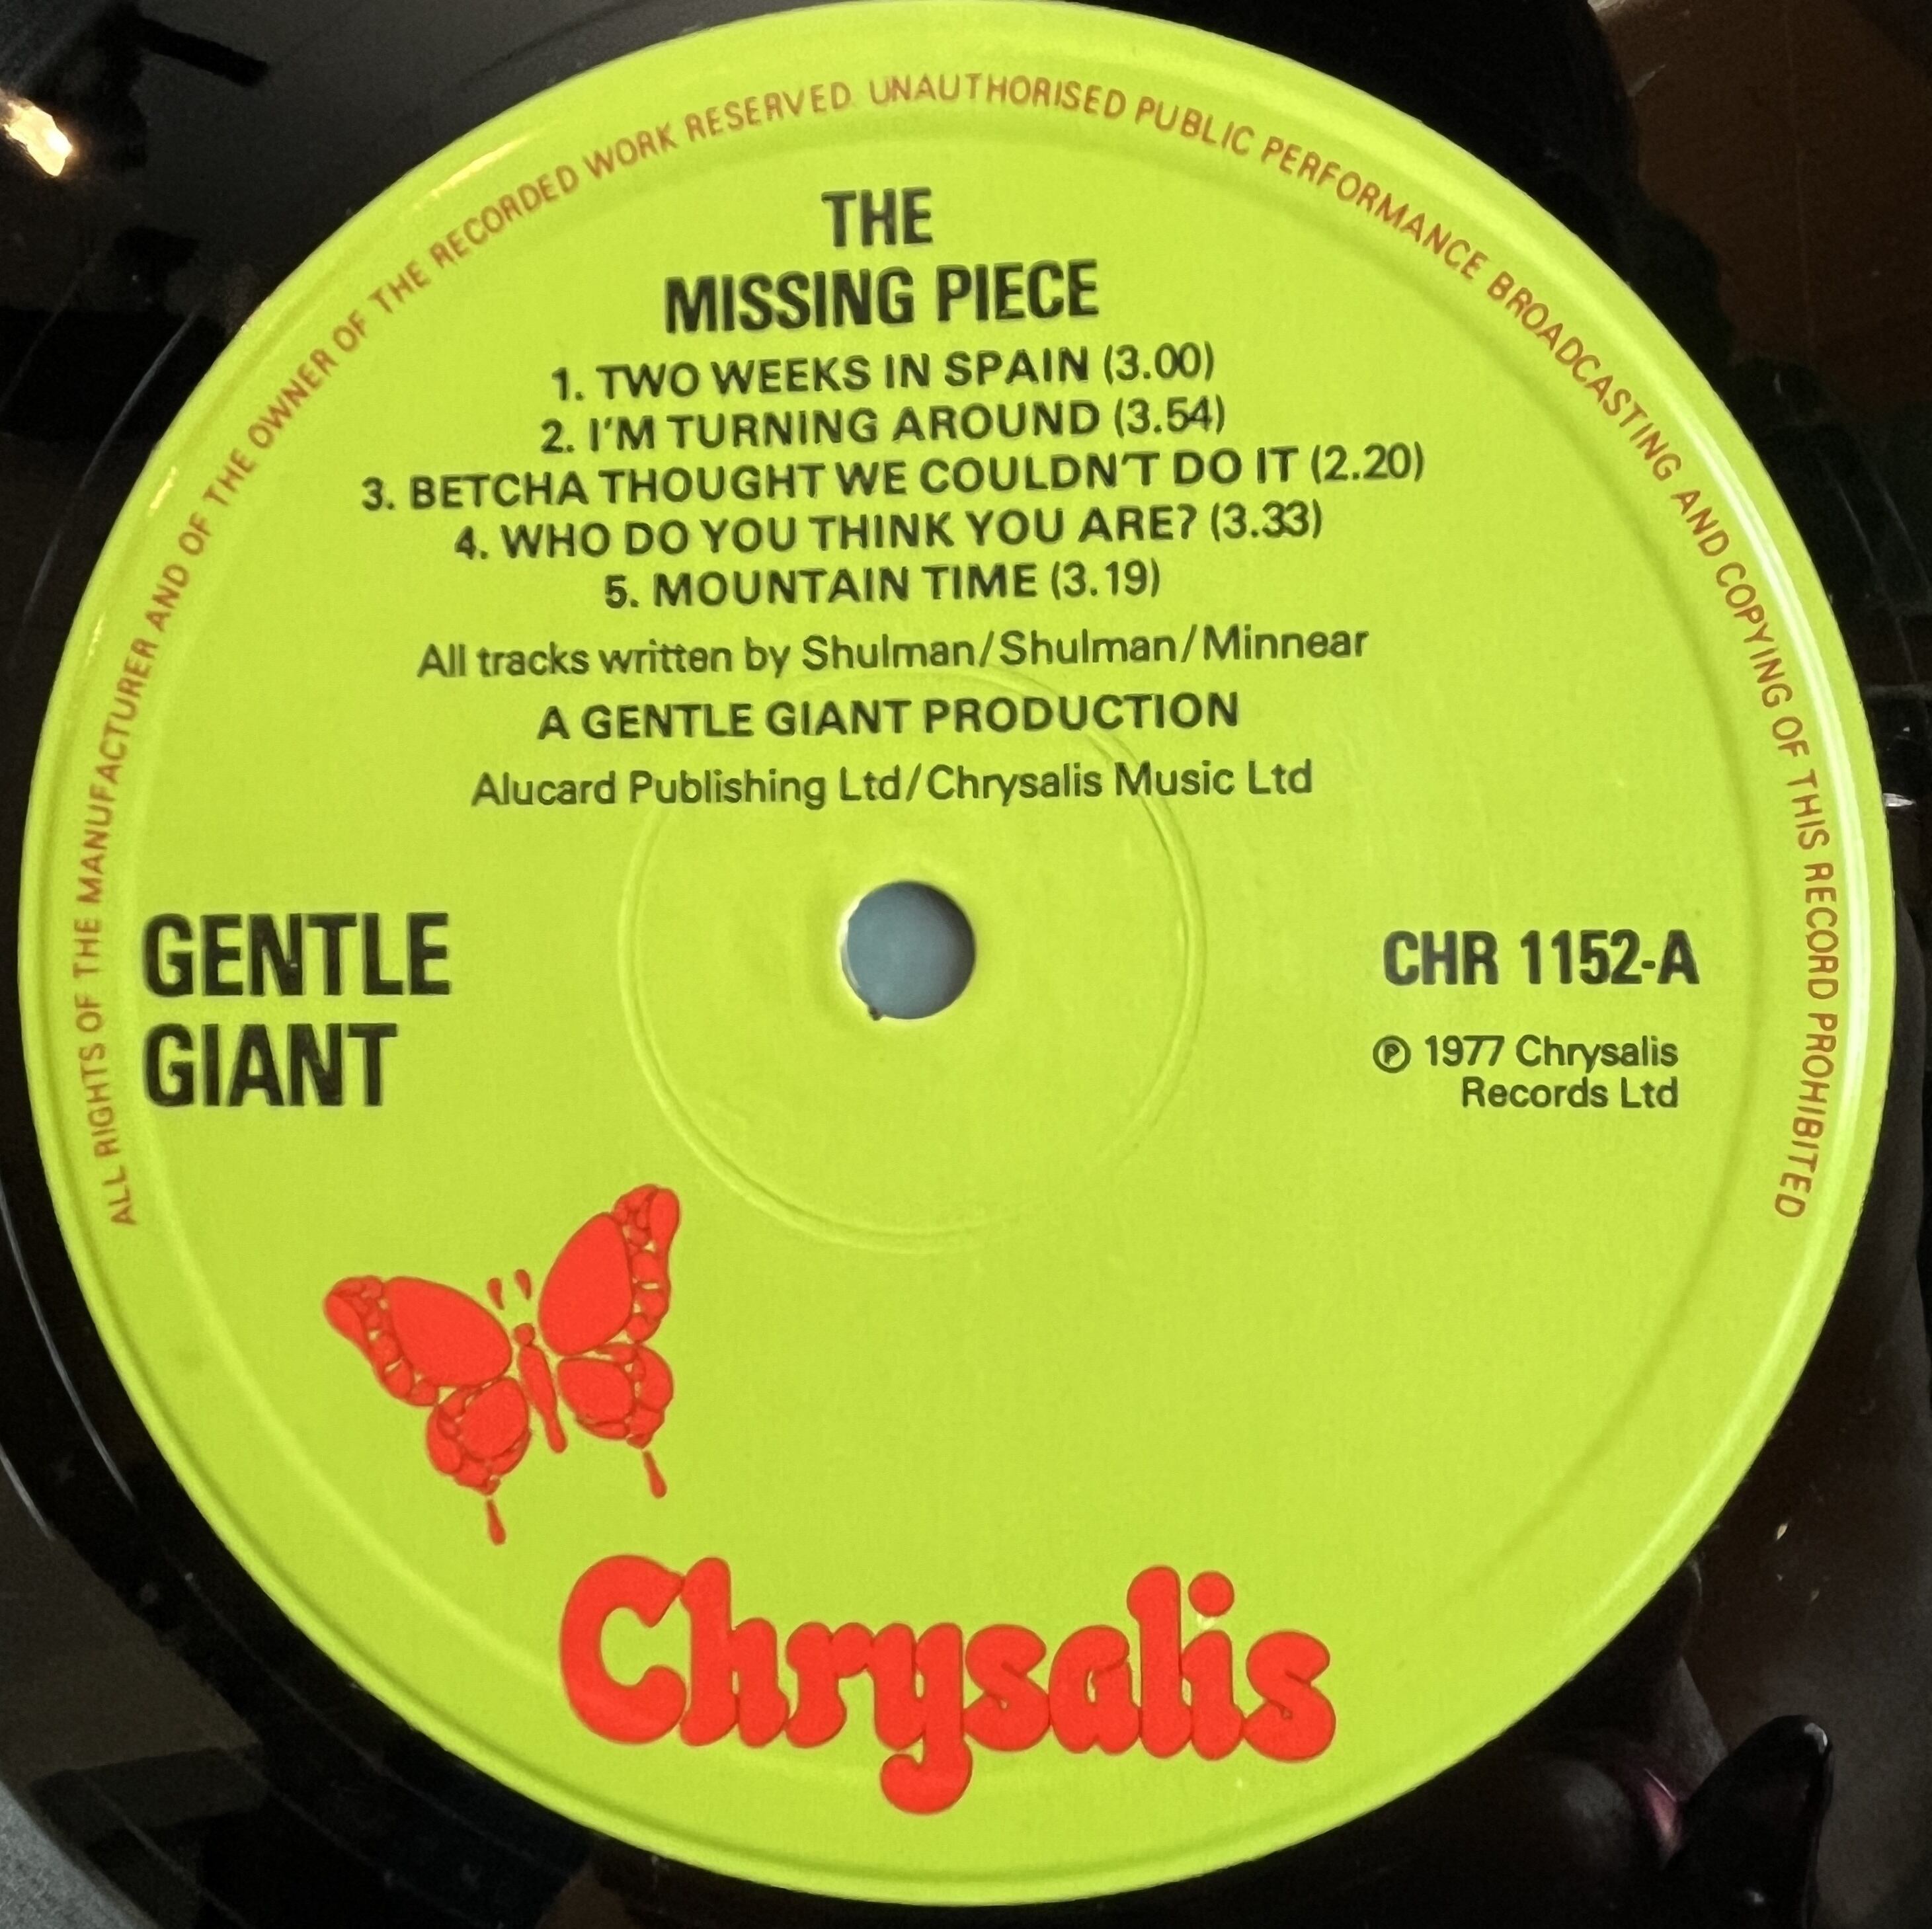 ALL RIGHTS OF THE MANUFACTURER AND OF THE OWNER OF THE RECORDED WORK RESERVED. UNAUTHORISED PUBLIC PERFORMANCE BROADCASTING AND COPYING OF THIS RECORD PROHIBITED
THE
MISSING PIECE
1. TWO WEEKS IN SPAIN (3.00)
2. I'M TURNING AROUND (3.54)
3. BETCHA THOUGHT WE COULDN'T DO IT (2.20)
4. WHO DO YOU THINK YOU ARE? (3.33)
5. MOUNTAIN TIME (3.19)
All tracks written by Shulman/Shulman/Minnear
A GENTLE GIANT PRODUCTION
Alucard Publishing Ltd/Chrysalis Music Ltd
GENTLE
GIANT
CHR 1152-A
℗ 1977 Chrysalis
Records Ltd
Chrysalis